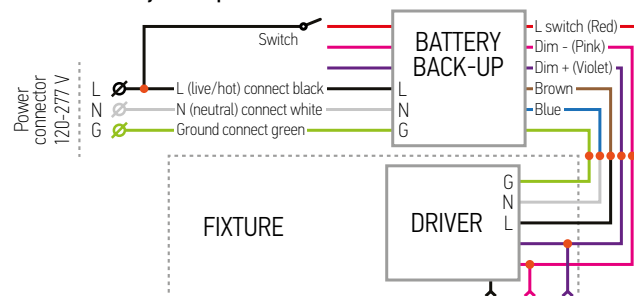 Switch
BATTERY
BACK-UP
L switch (Red)
Dim - (Pink)
Dim + (Violet)
Brown
Blue
Power
connector
120-277 V
L
L (live/hot) connect black
L
N
N (neutral) connect white
N
G
Ground connect green
G
FIXTURE
DRIVER
G
N
L